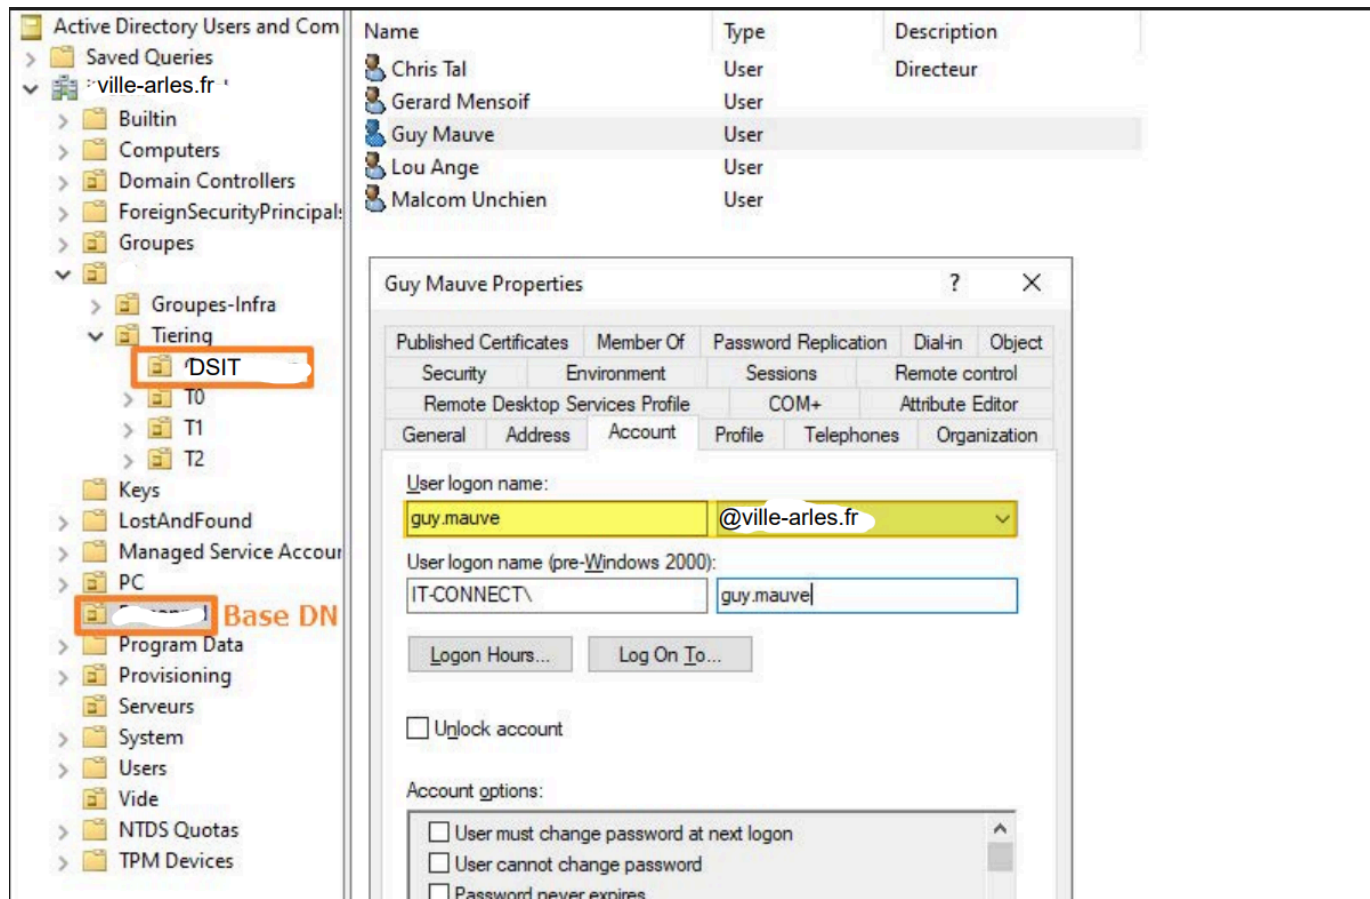 Active Directory Users and Com
Saved Queries
ville-arles.fr
Builtin
Computers
Domain Controllers
ForeignSecurityPrincipal
Groupes
Groupes-Infra
Tiering
DSIT
T0
T1
T2
Keys
LostAndFound
Managed Service Accour
PC
Base DN
Program Data
Provisioning
Serveurs
System
Users
Vide
NTDS Quotas
TPM Devices
Name Type Description
Chris Tal User Directeur
Gerard Mensoif User
Guy Mauve User
Lou Ange User
Malcom Unchien User
Guy Mauve Properties ? X
Published Certificates Member Of Password Replication Dial-in Object
Security Environment Sessions Remote control
Remote Desktop Services Profile COM+ Attribute Editor
General Address Account Profile Telephones Organization
User logon name:
guy.mauve @ville-arles.fr
User logon name (pre-Windows 2000):
IT-CONNECT\ guy.mauve
Logon Hours... Log On To...
Unlock account
Account options:
User must change password at next logon
User cannot change password
Password never expires